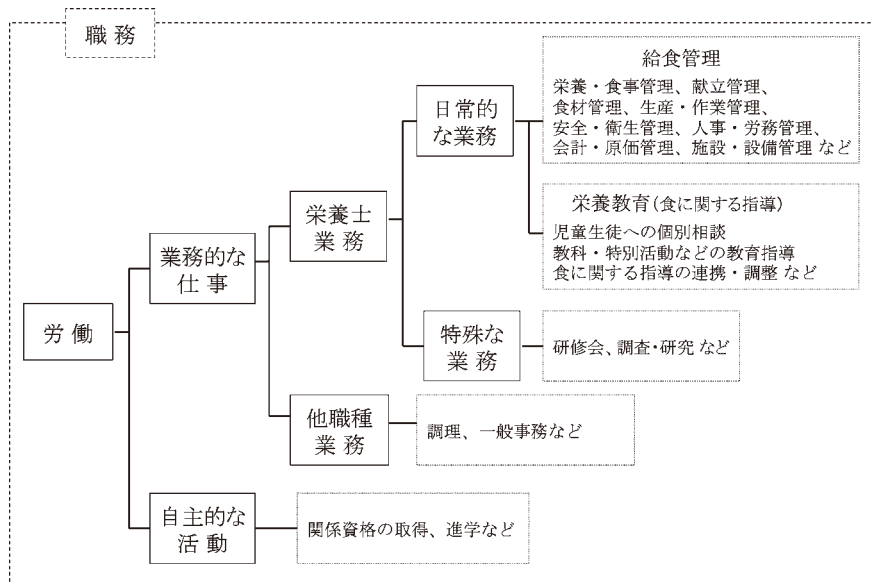 職務
給食管理
栄養・食事管理、献立管理、
食材管理、生産・作業管理、
安全・衛生管理、人事・労務管理、
会計・原価管理、施設・設備管理 など
日常的
な業務
栄養教育(食に関する指導)
児童生徒への個別相談
教科・特別活動などの教育指導
食に関する指導の連携・調整 など
栄養士
業務
業務的な
仕事
労働
特殊な
業務
研修会、調査・研究 など
他職種
業務
調理、一般事務など
自主的な
活動
関係資格の取得、進学など